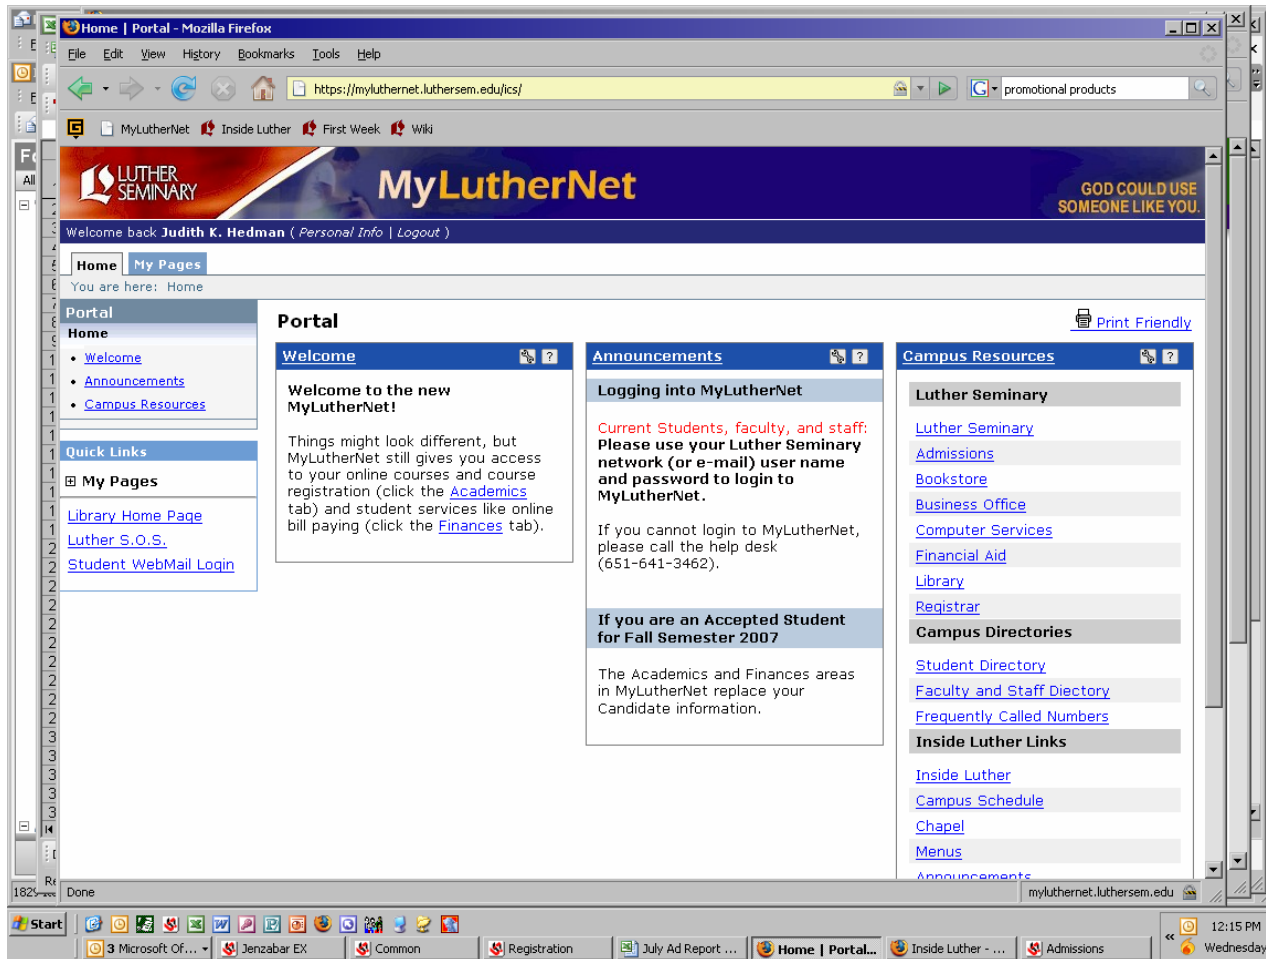 Home | Portal - Mozilla Firefox
File Edit View History Bookmarks Tools Help
https://myluthernet.luthersem.edu/ics/
promotional products
MyLutherNet Inside Luther First Week Wiki
LUTHER
SEMINARY
MyLutherNet
GOD COULD USE
SOMEONE LIKE YOU.
Welcome back Judith K. Hedman ( Personal Info | Logout )
Home My Pages
You are here: Home
Portal
Home
Welcome
Announcements
Campus Resources
Quick Links
My Pages
Library Home Page
Luther S.O.S.
Student WebMail Login
Portal
Print Friendly
Welcome
Welcome to the new
MyLutherNet!
Things might look different, but
MyLutherNet still gives you access
to your online courses and course
registration (click the Academics
tab) and student services like online
bill paying (click the Finances tab).
Announcements
Logging into MyLutherNet
Current Students, faculty, and staff:
Please use your Luther Seminary
network (or e-mail) user name
and password to login to
MyLutherNet.
If you cannot login to MyLutherNet,
please call the help desk
(651-641-3462).
If you are an Accepted Student
for Fall Semester 2007
The Academics and Finances areas
in MyLutherNet replace your
Candidate information.
Campus Resources
Luther Seminary
Luther Seminary
Admissions
Bookstore
Business Office
Computer Services
Financial Aid
Library
Registrar
Campus Directories
Student Directory
Faculty and Staff Diectory
Frequently Called Numbers
Inside Luther Links
Inside Luther
Campus Schedule
Chapel
Menus
Announcements
Done
myluthernet.luthersem.edu
Start
12:15 PM
3 Microsoft Of... Jenzabar EX Common Registration July Ad Report ... Home | Portal... Inside Luther - ... Admissions
Wednesday